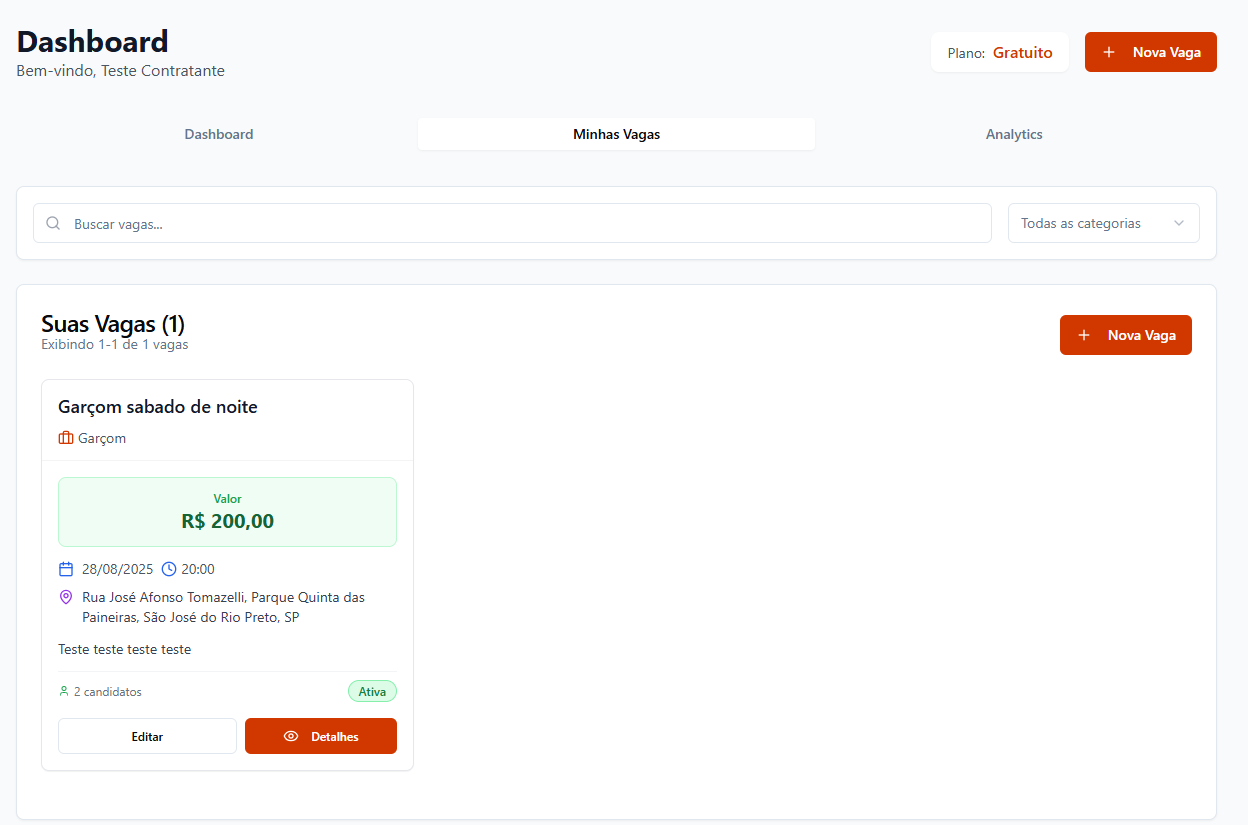 Dashboard
Bem-vindo, Teste Contratante
Plano: Gratuito
Nova Vaga
Dashboard
Minhas Vagas
Analytics
Buscar vagas...
Todas as categorias
Suas Vagas (1)
Exibindo 1-1 de 1 vagas
Nova Vaga
Garçom sabado de noite
Garçom
Valor
R$ 200,00
28/08/2025 20:00
Rua José Afonso Tomazelli, Parque Quinta das
Paineiras, São José do Rio Preto, SP
Teste teste teste teste
2 candidatos
Ativa
Editar
Detalhes